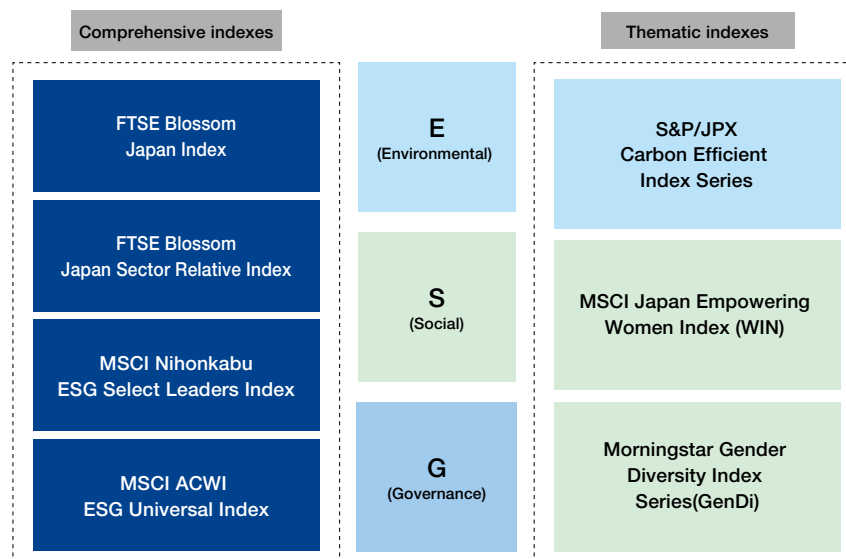 Comprehensive indexes
FTSE Blossom
Japan Index
FTSE Blossom
Japan Sector Relative Index
MSCI Nihonkabu
ESG Select Leaders Index
MSCI ACWI
ESG Universal Index
E
(Environmental)
S
(Social)
G
(Governance)
Thematic indexes
S&P/JPX
Carbon Efficient
Index Series
MSCI Japan Empowering
Women Index (WIN)
Morningstar Gender
Diversity Index
Series(GenDi)